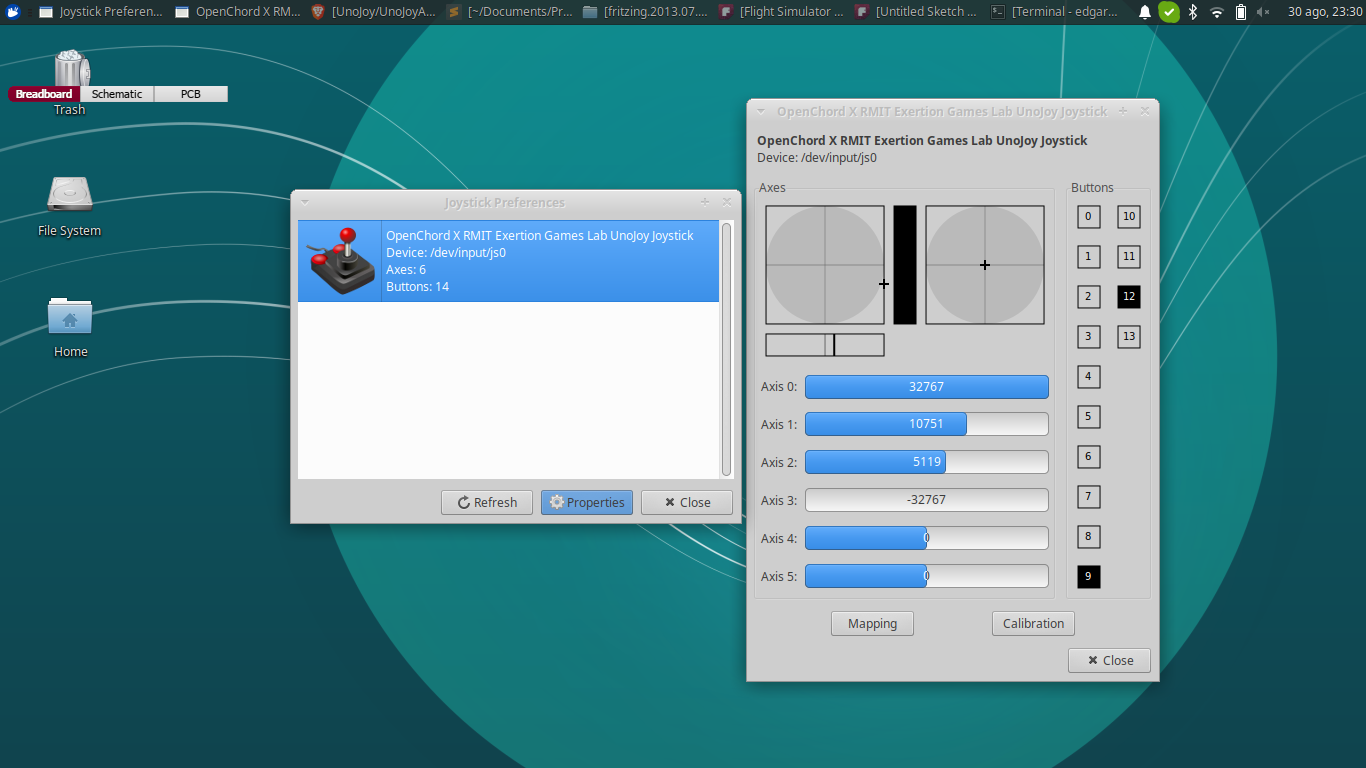 Joystick Preferen...
OpenChord X RM...
[UnoJoy/UnoJoyA...
[~/Documents/Pr...
[fritzing.2013.07....
[Flight Simulator ...
[Untitled Sketch ...
[Terminal - edgar...
30 ago, 23:30
Breadboard
Schematic
PCB
Trash
File System
Home
Joystick Preferences
OpenChord X RMIT Exertion Games Lab UnoJoy Joystick
Device: /dev/input/js0
Axes: 6
Buttons: 14
Refresh
Properties
Close
OpenChord X RMIT Exertion Games Lab UnoJoy Joystick
OpenChord X RMIT Exertion Games Lab UnoJoy Joystick
Device: /dev/input/js0
Axes
Axis 0: 32767
Axis 1: 10751
Axis 2: 5119
Axis 3: -32767
Axis 4: 0
Axis 5: 0
Buttons
0 10
1 11
2 12
3 13
4
5
6
7
8
9
Mapping
Calibration
Close